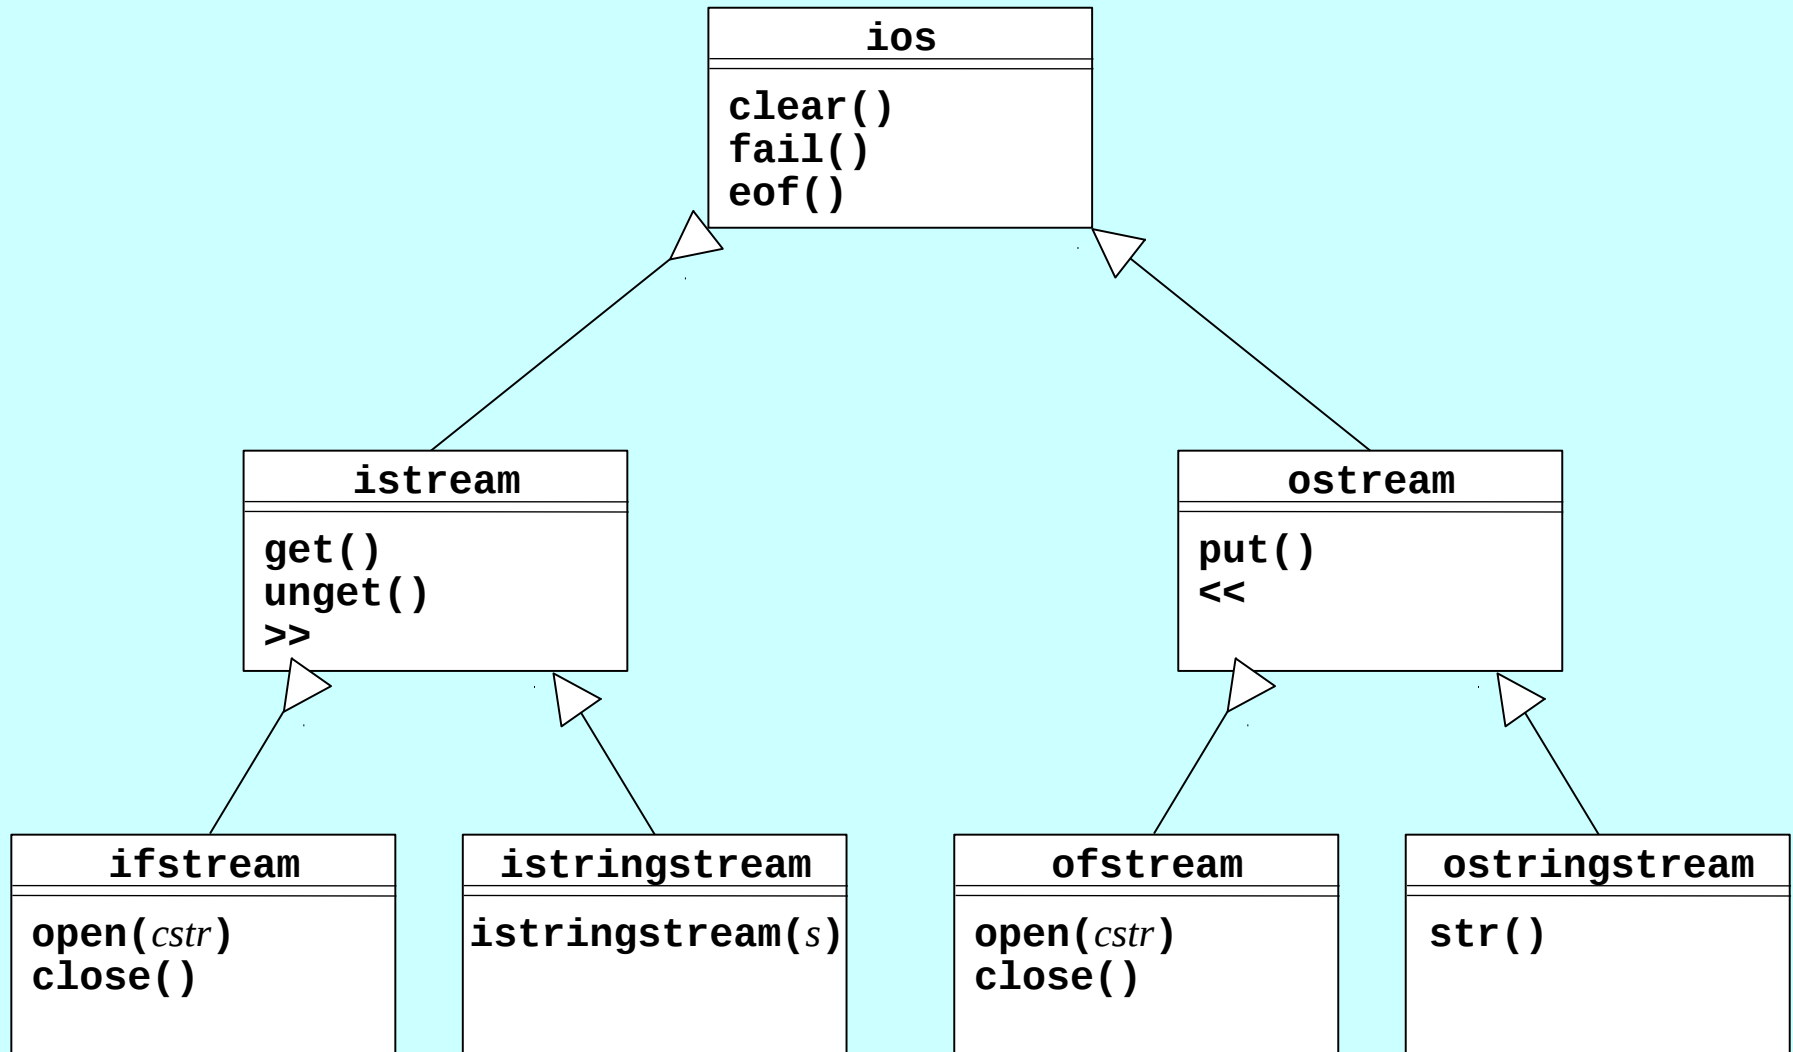 ios
clear()
fail()
eof()
istream
get()
unget()
>>
ostream
put()
<<
ifstream
open(cstr)
close()
istringstream
istringstream(s)
ofstream
open(cstr)
close()
ostringstream
str()